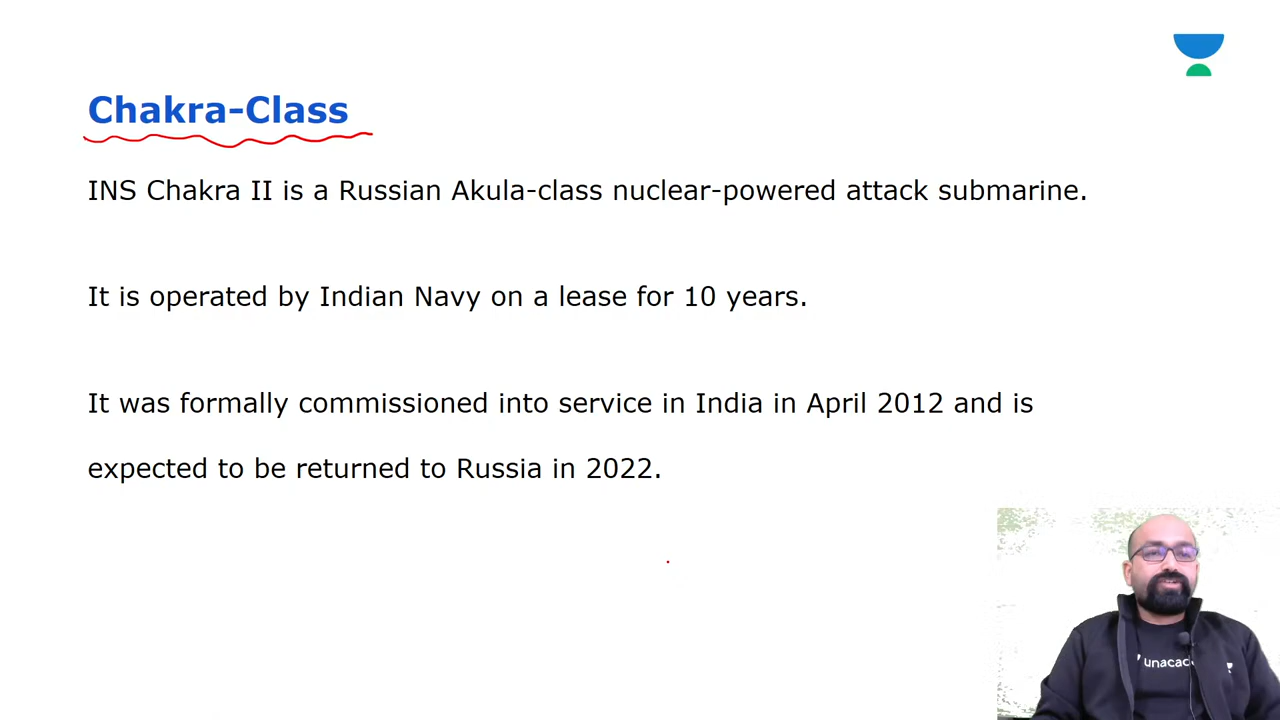 Chakra-Class
INS Chakra II is a Russian Akula-class nuclear-powered attack submarine.
It is operated by Indian Navy on a lease for 10 years.
It was formally commissioned into service in India in April 2012 and is
expected to be returned to Russia in 2022.
unacad